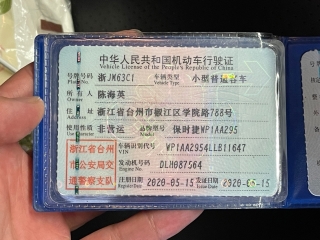 中华人民共和国机动车行驶证
Vehicle License of the People's Republic of China
号牌号码 浙JM63C1 车辆类型 小型普通客车
Plate No. Vehicle Type
所有人 陈海英
Owner
住址 浙江省台州市椒江区学院路788号
Address
使用性质 非营运 品牌型号 保时捷WP1AA295
Use Character Model
浙江省台州市公安局交通警察支队
车辆识别代号 WP1AA2954LLB11647
VIN
发动机号码 DLH087564
Engine No.
注册日期 2020-05-15 发证日期 2020-05-15
Register Date Issue Date